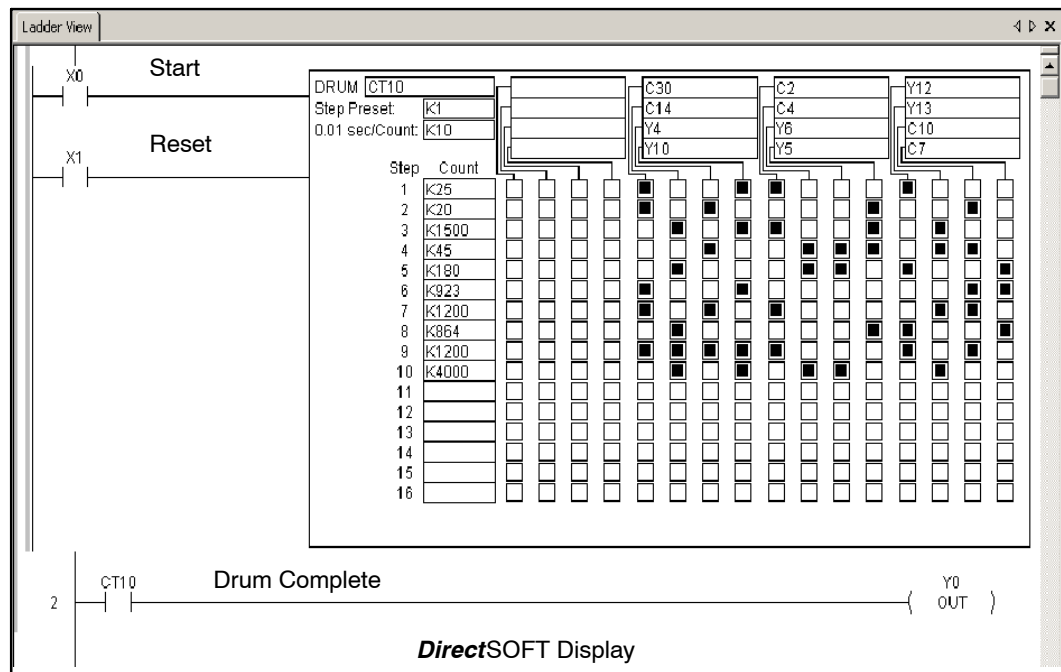 Ladder View
X0
Start
DRUM CT10
Step Preset: K1
0.01 sec/Count: K10
C30
C14
Y4
Y10
C2
C4
Y6
Y5
Y12
Y13
C10
C7
X1
Reset
Step Count
1 K25
2 K20
3 K1500
4 K45
5 K180
6 K923
7 K1200
8 K864
9 K1200
10 K4000
11
12
13
14
15
16
2
CT10
Drum Complete
Y0
OUT
DirectSOFT Display